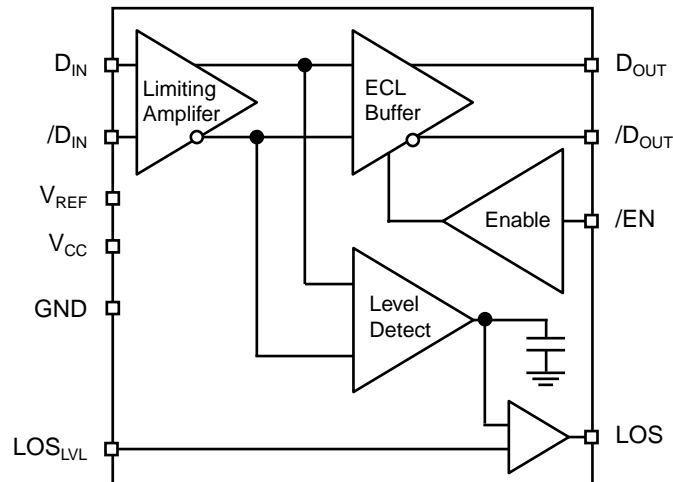 D_IN
/D_IN
V_REF
V_CC
GND
LOS_LVL
Limiting
Amplifer
ECL
Buffer
Enable
Level
Detect
D_OUT
/D_OUT
/EN
LOS